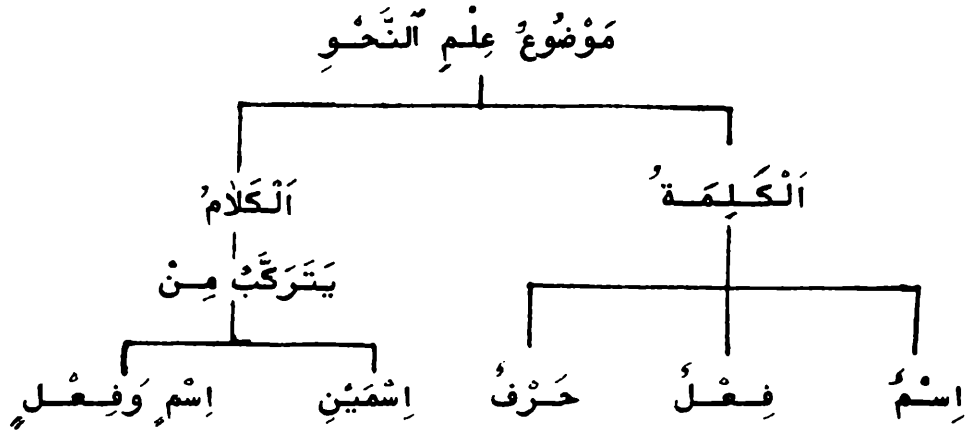 مَوْضُوعُ عِلْمِ ٱلنَّحْوِ
اَلْكَلِمَةُ
اَلْكَلَامُ
يَتَرَكَّبُ مِنْ
اِسْمٌ
فِعْلٌ
حَرْفٌ
اِسْمَيْنِ
اِسْمٍ وَفِعْلٍ